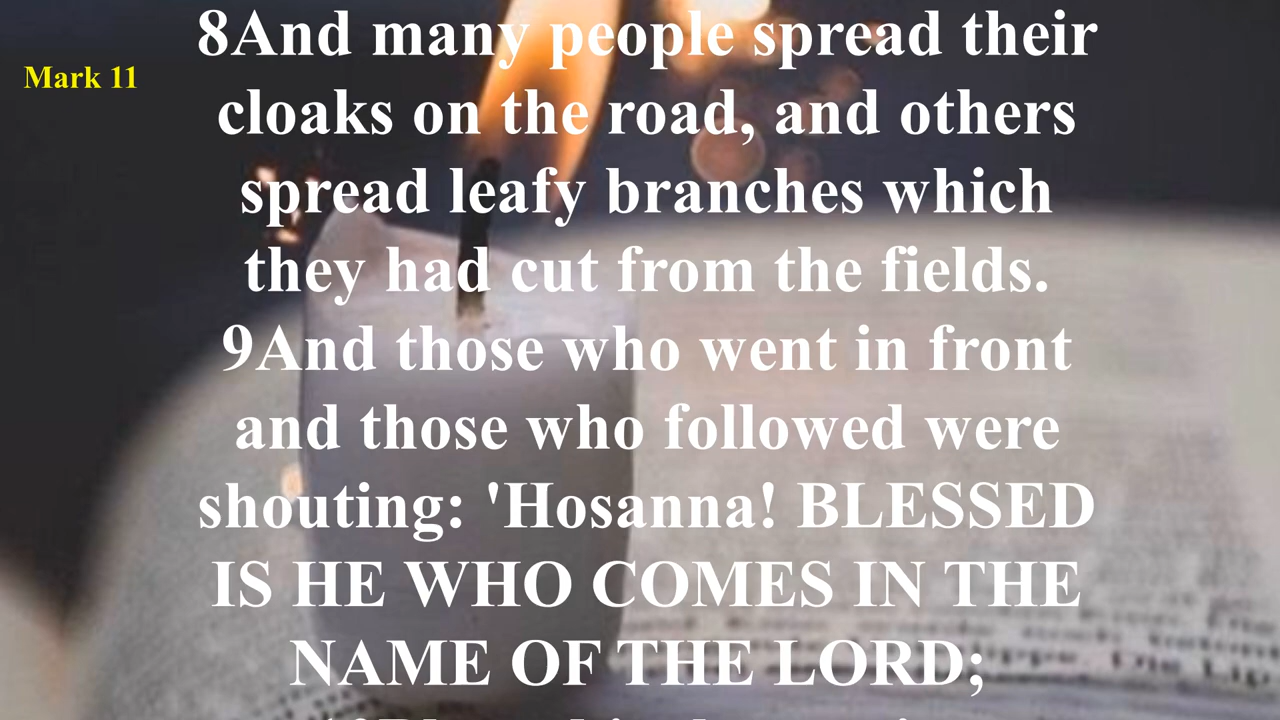 8And many people spread their
Mark 11
cloaks on the road, and others
spread leafy branches which
they had cut from the fields.
9And those who went in front
and those who followed were
shouting: 'Hosanna! BLESSED
IS HE WHO COMES IN THE
NAME OF THE LORD;